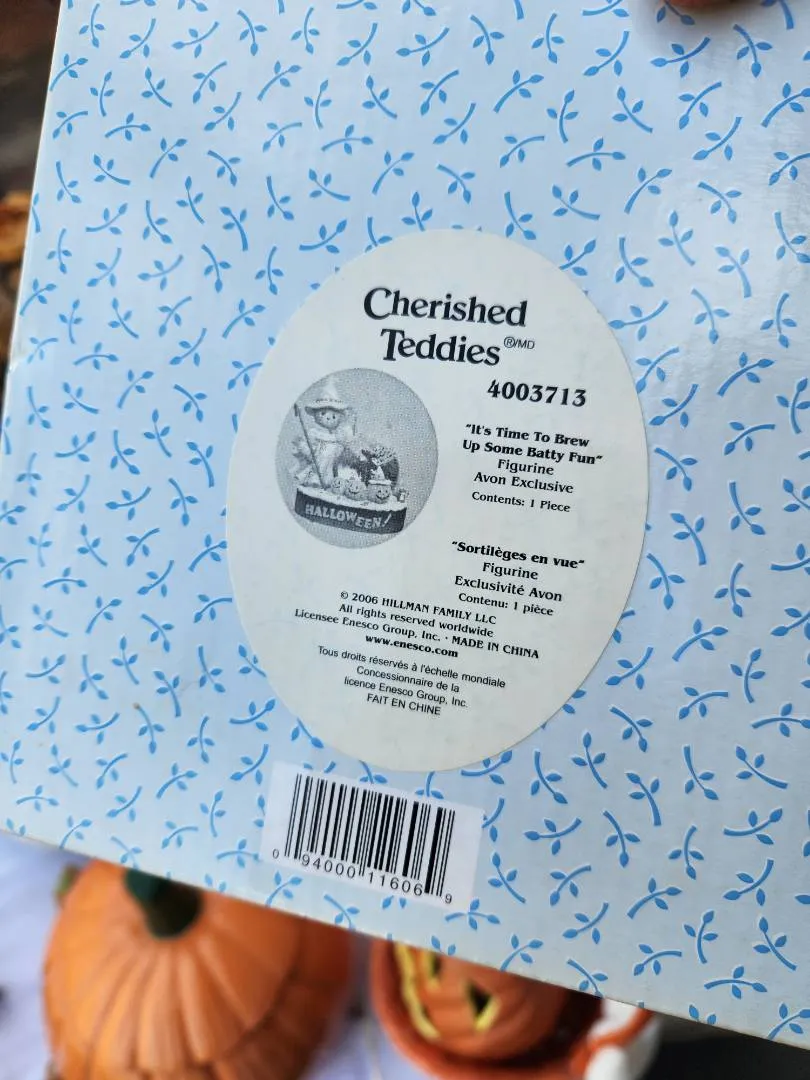 Cherished
Teddies ®/MD
4003713
"It's Time To Brew
Up Some Batty Fun"
Figurine
Avon Exclusive
Contents: 1 Piece
HALLOWEEN!
"Sortilèges en vue"
Figurine
Exclusivité Avon
Contenu: 1 pièce
© 2006 HILLMAN FAMILY LLC
All rights reserved worldwide
Licensee Enesco Group, Inc. · MADE IN CHINA
www.enesco.com
Tous droits réservés à l'échelle mondiale
Concessionnaire de la
licence Enesco Group, Inc.
FAIT EN CHINE
0 94000 11606 9